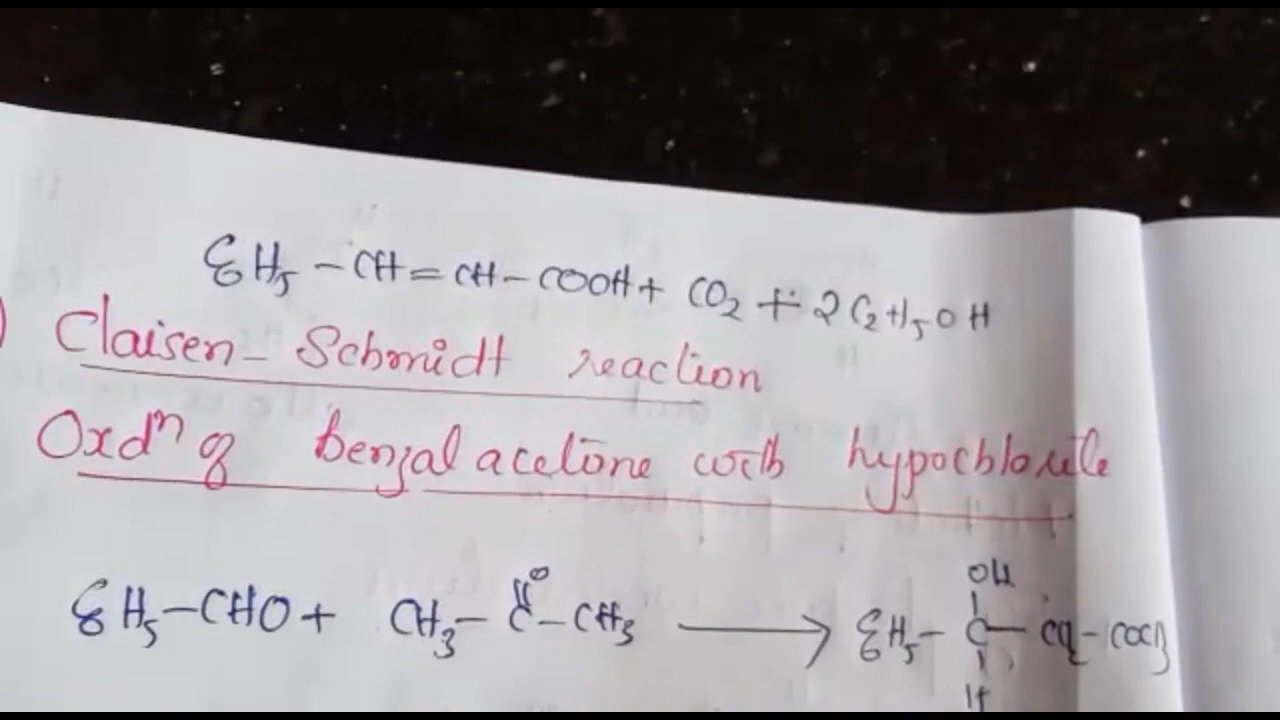 C6H5 – CH = CH – COOH + CO2 + 2C2H5OH
) Claisen – Schmidt reaction
Oxdⁿ of benzal acetone with hypochlorite
OH
O
C6H5 – CHO + CH3 – C – CH3 ⟶ C6H5 – C – CH2 – COCH3
H